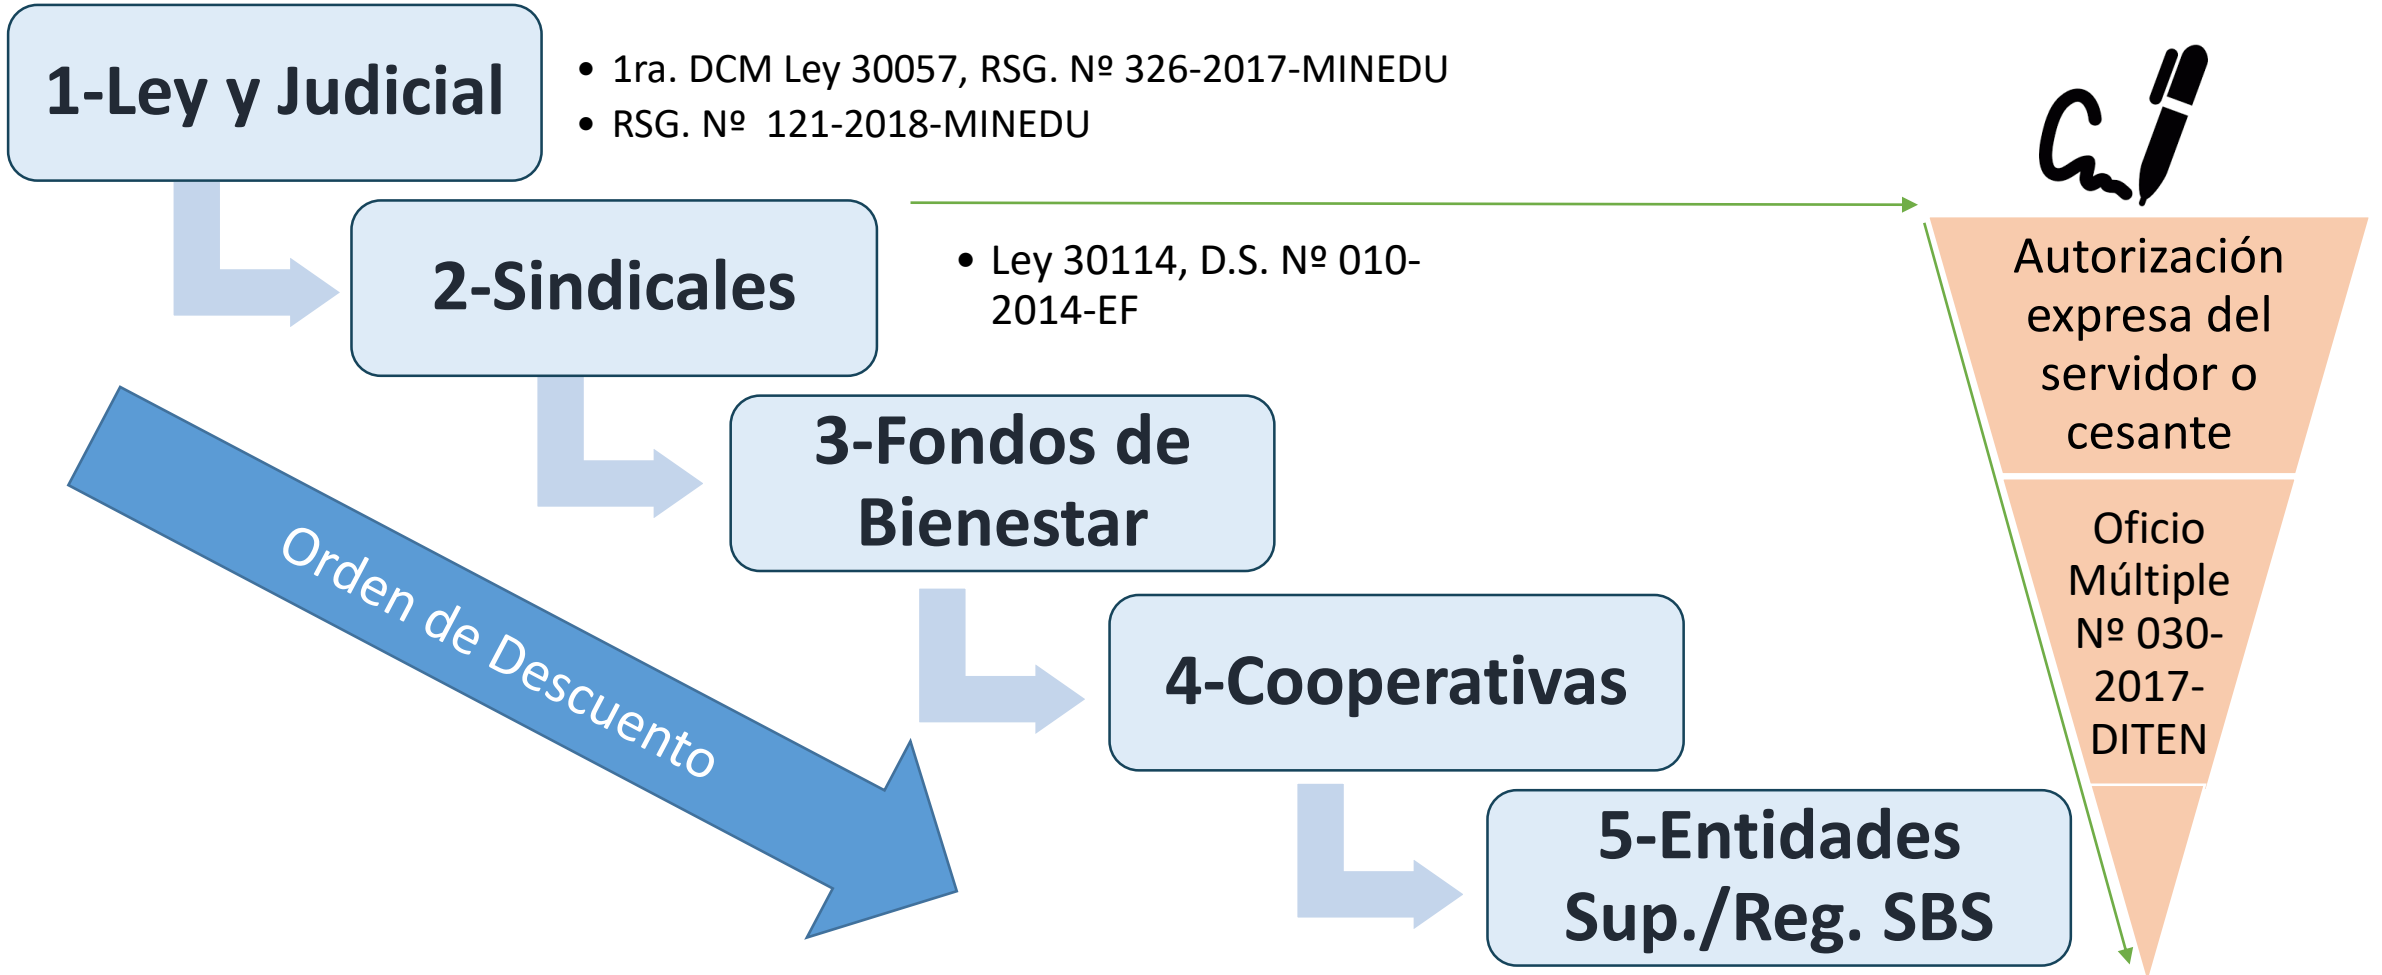 1-Ley y Judicial
• 1ra. DCM Ley 30057, RSG. Nº 326-2017-MINEDU
• RSG. Nº 121-2018-MINEDU
2-Sindicales
• Ley 30114, D.S. Nº 010-
2014-EF
3-Fondos de
Bienestar
4-Cooperativas
5-Entidades
Sup./Reg. SBS
Orden de Descuento
Autorización
expresa del
servidor o
cesante
Oficio
Múltiple
Nº 030-
2017-
DITEN